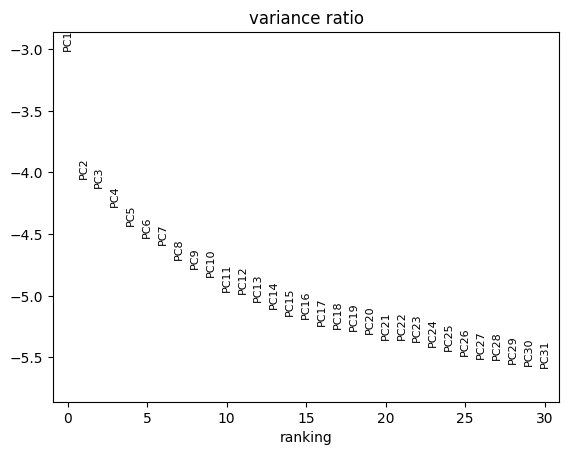 variance ratio
−3.0
−3.5
−4.0
−4.5
−5.0
−5.5
PC1
PC2
PC3
PC4
PC5
PC6
PC7
PC8
PC9
PC10
PC11
PC12
PC13
PC14
PC15
PC16
PC17
PC18
PC19
PC20
PC21
PC22
PC23
PC24
PC25
PC26
PC27
PC28
PC29
PC30
PC31
0
5
10
15
20
25
30
ranking